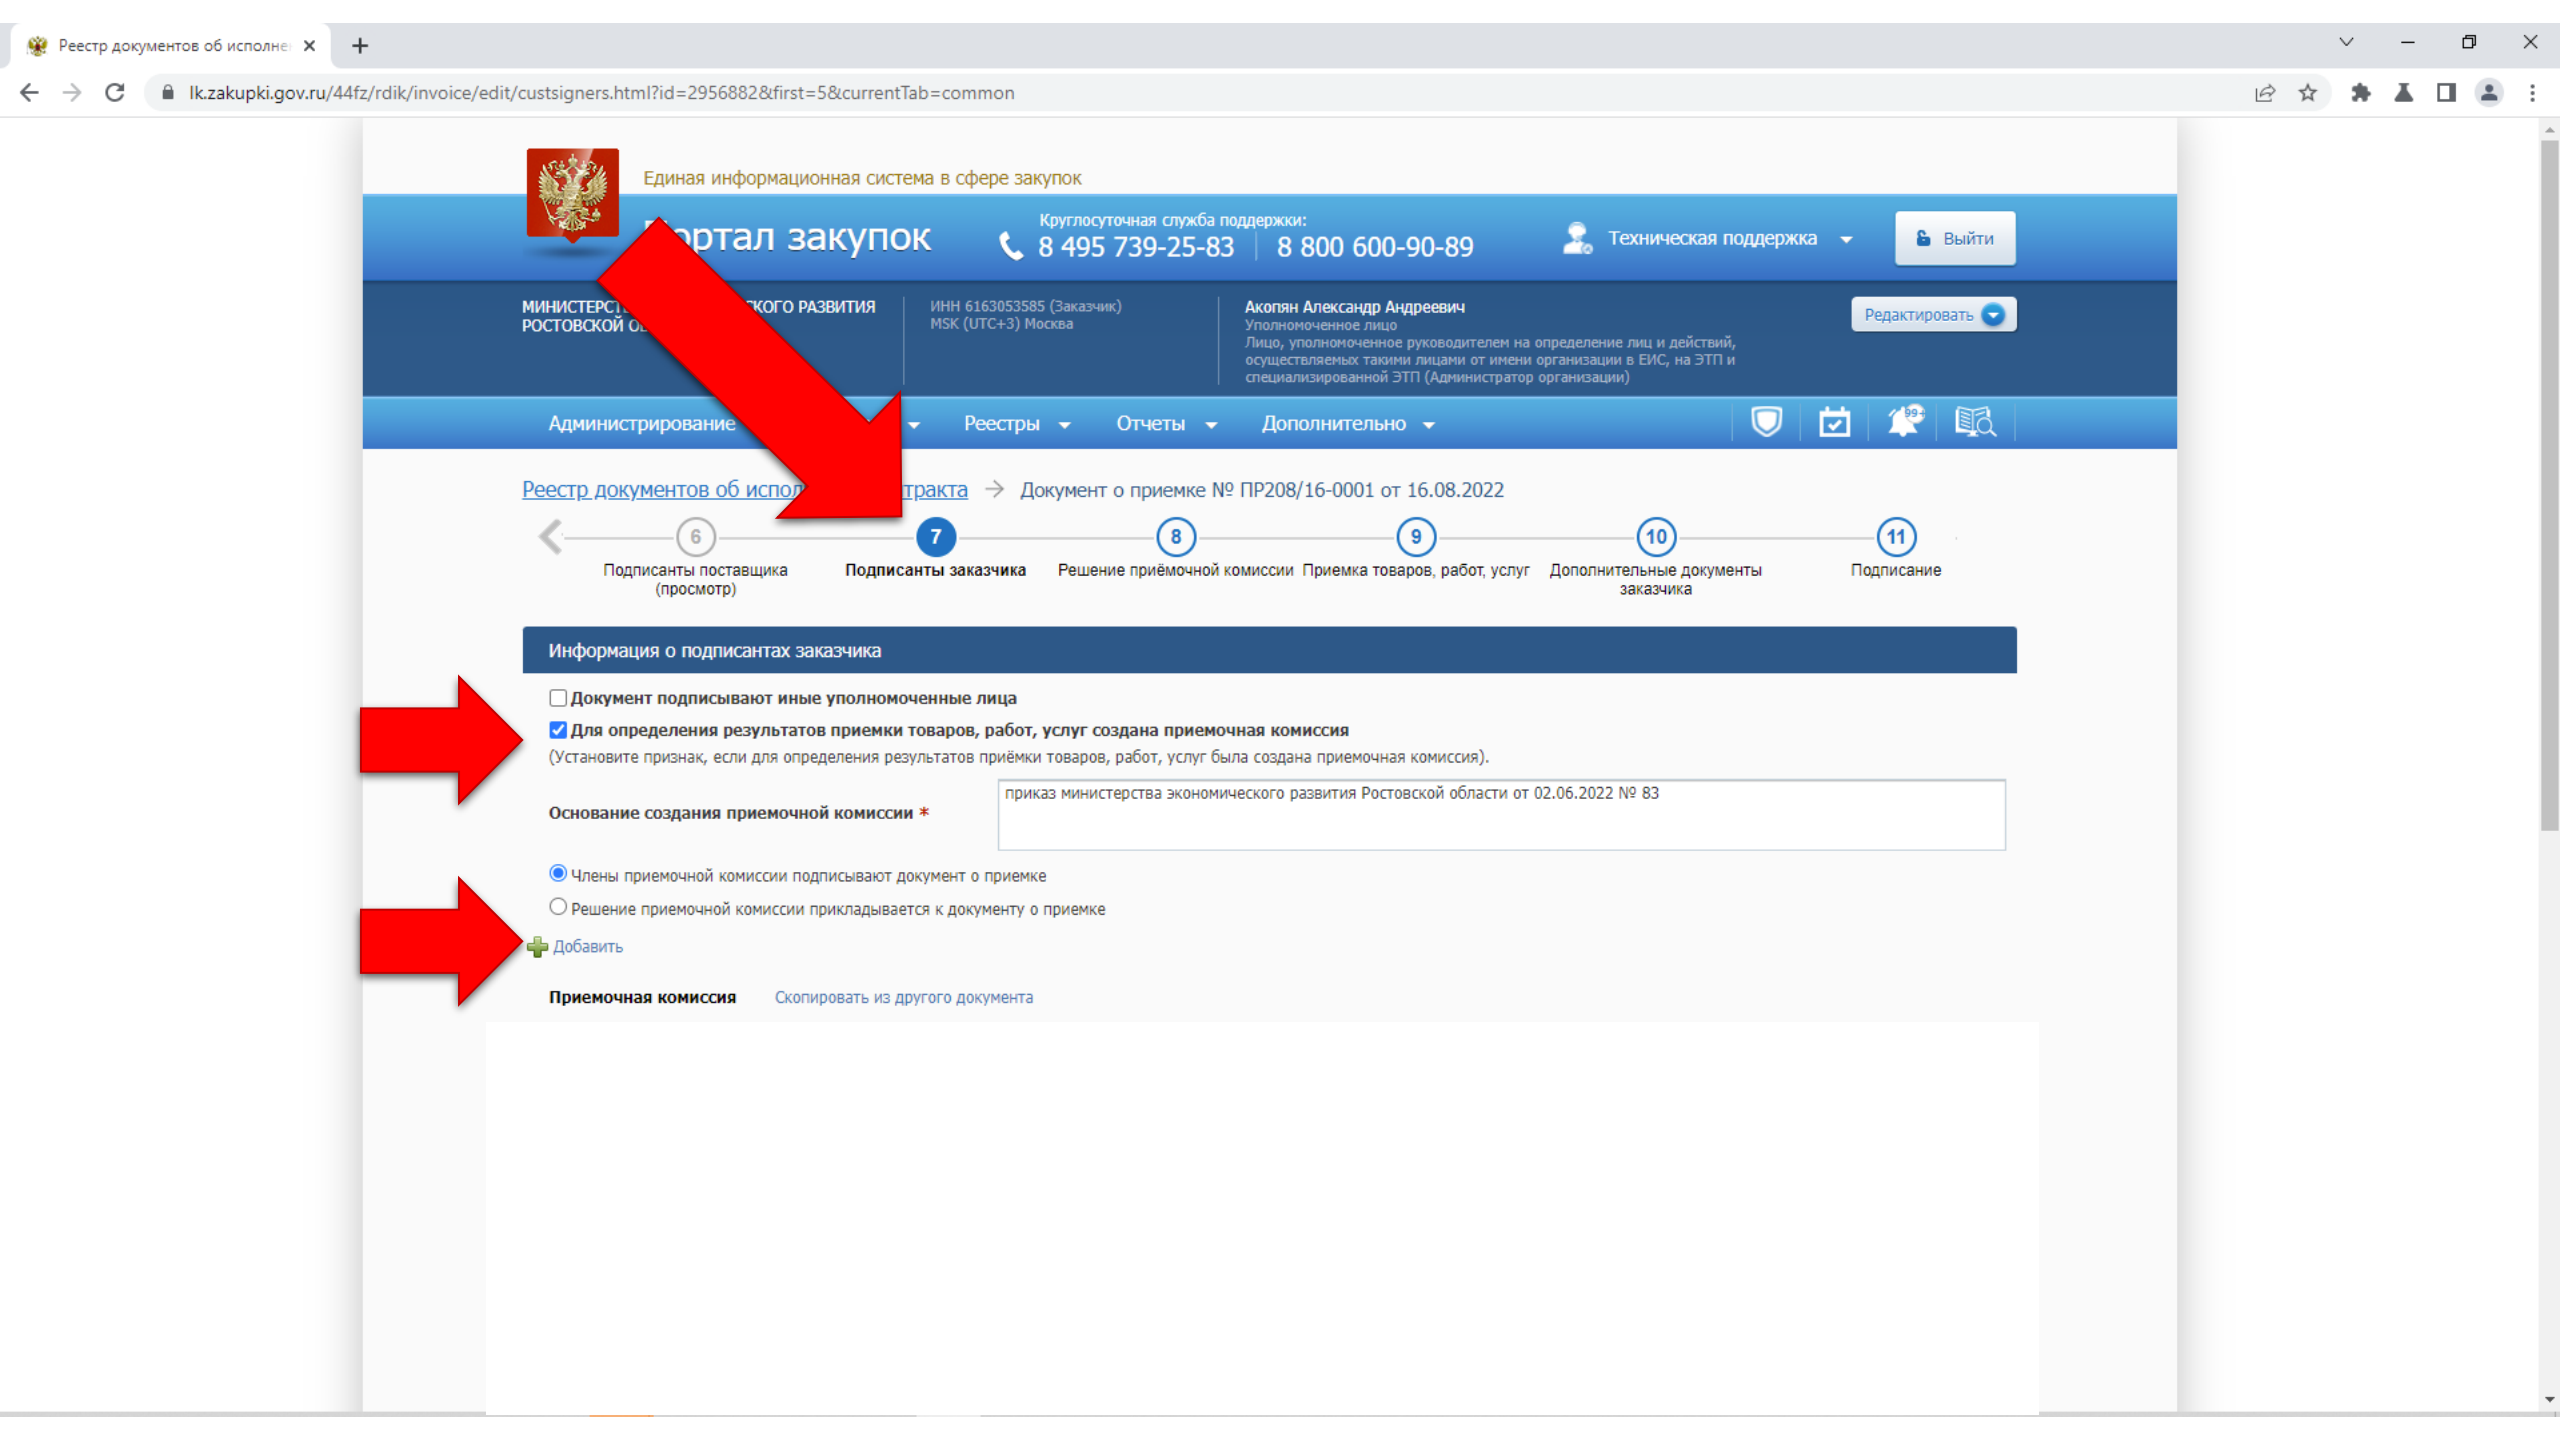 Реестр документов об исполне
lk.zakupki.gov.ru/44fz/rdik/invoice/edit/custsigners.html?id=2956882&first=5&currentTab=common
Единая информационная система в сфере закупок
ортал закупок
Круглосуточная служба поддержки:
8 495 739-25-83 8 800 600-90-89
Техническая поддержка
Выйти
МИНИСТЕРСТ КОГО РАЗВИТИЯ
РОСТОВСКОЙ
ИНН 6163053585 (Заказчик)
MSK (UTC+3) Москва
Акопян Александр Андреевич
Уполномоченное лицо
Лицо, уполномоченное руководителем на определение лиц и действий,
осуществляемых такими лицами от имени организации в ЕИС, на ЭТП и
специализированной ЭТП (Администратор организации)
Редактировать
Администрирование Реестры Отчеты Дополнительно
99+
Реестр документов об испол тракта → Документ о приемке № ПР208/16-0001 от 16.08.2022
6 7 8 9 10 11
Подписанты поставщика
(просмотр)
Подписанты заказчика
Решение приёмочной комиссии
Приемка товаров, работ, услуг
Дополнительные документы
заказчика
Подписание
Информация о подписантах заказчика
Документ подписывают иные уполномоченные лица
Для определения результатов приемки товаров, работ, услуг создана приемочная комиссия
(Установите признак, если для определения результатов приёмки товаров, работ, услуг была создана приемочная комиссия).
Основание создания приемочной комиссии *
приказ министерства экономического развития Ростовской области от 02.06.2022 № 83
Члены приемочной комиссии подписывают документ о приемке
Решение приемочной комиссии прикладывается к документу о приемке
Добавить
Приемочная комиссия Скопировать из другого документа